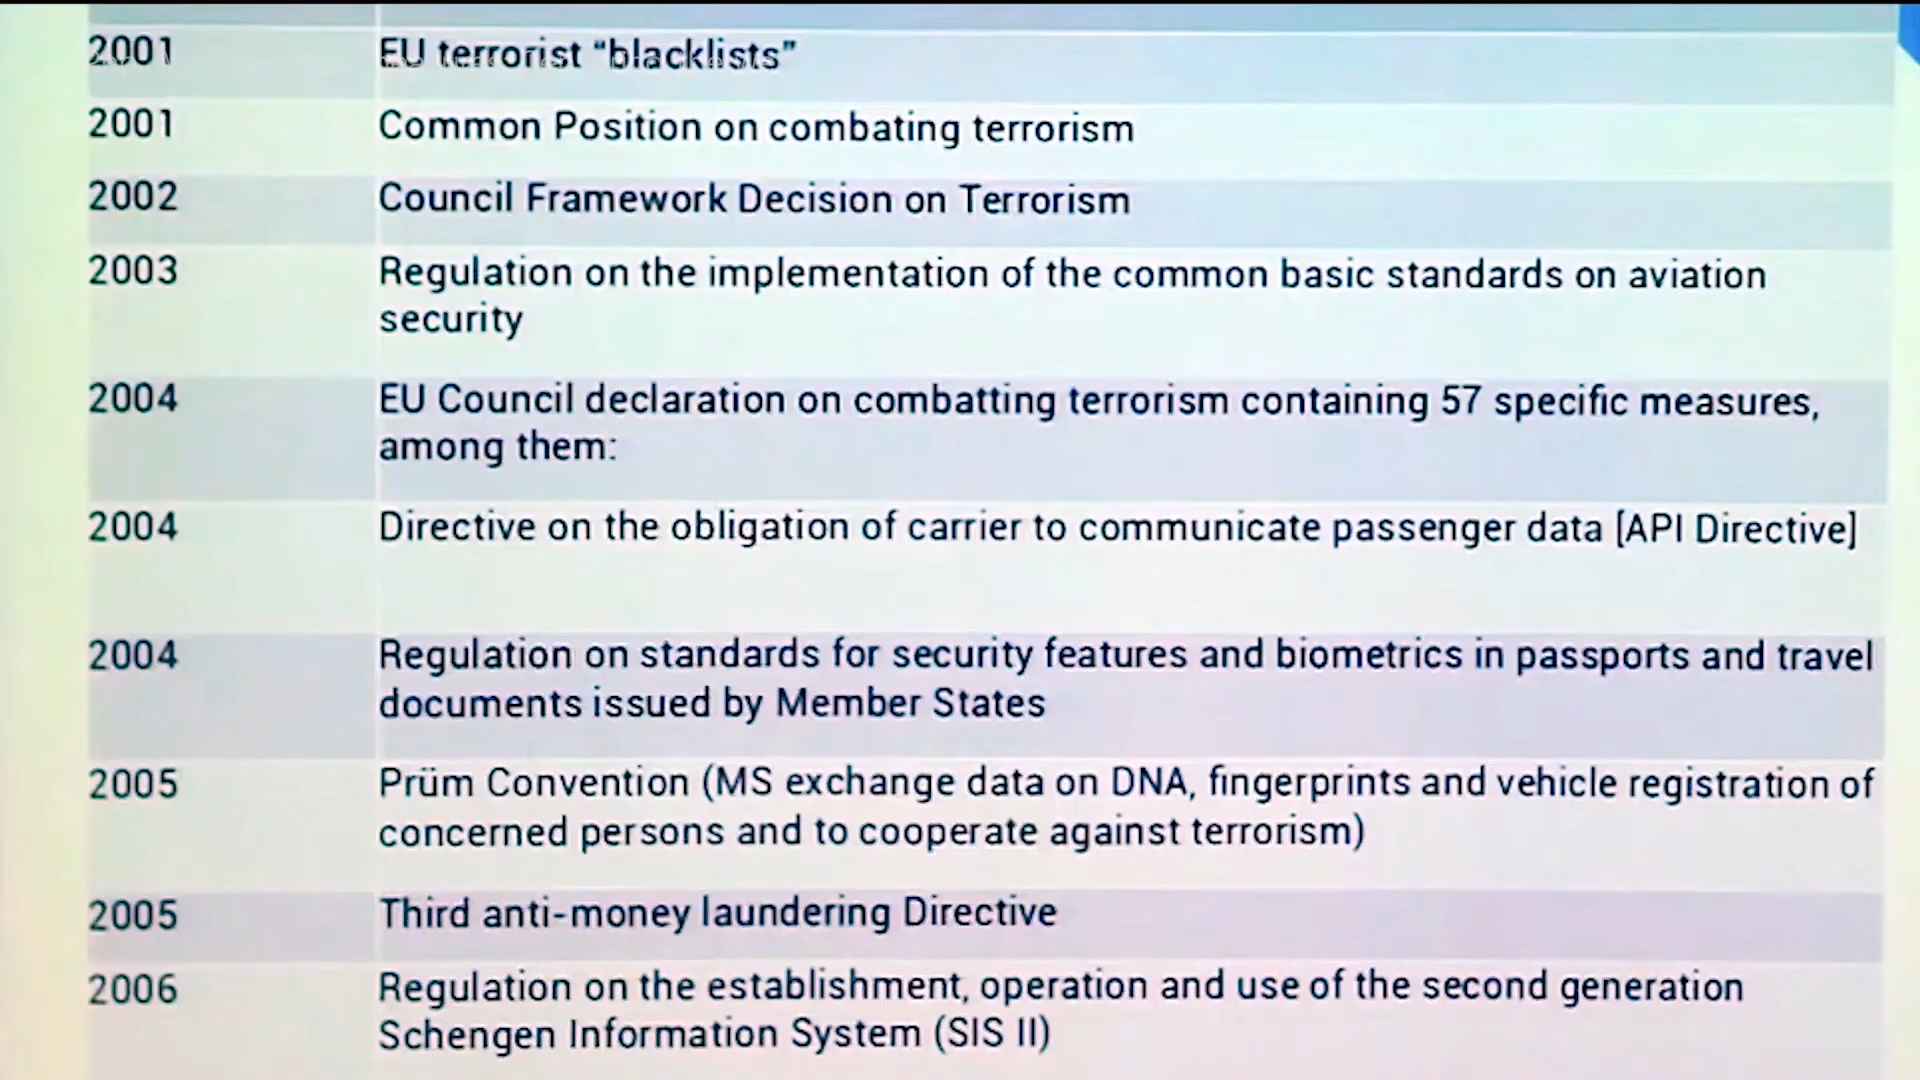 2001 EU terrorist “blacklists”
2001 Common Position on combating terrorism
2002 Council Framework Decision on Terrorism
2003 Regulation on the implementation of the common basic standards on aviation
security
2004 EU Council declaration on combatting terrorism containing 57 specific measures,
among them:
2004 Directive on the obligation of carrier to communicate passenger data [API Directive]
2004 Regulation on standards for security features and biometrics in passports and travel
documents issued by Member States
2005 Prüm Convention (MS exchange data on DNA, fingerprints and vehicle registration of
concerned persons and to cooperate against terrorism)
2005 Third anti-money laundering Directive
2006 Regulation on the establishment, operation and use of the second generation
Schengen Information System (SIS II)